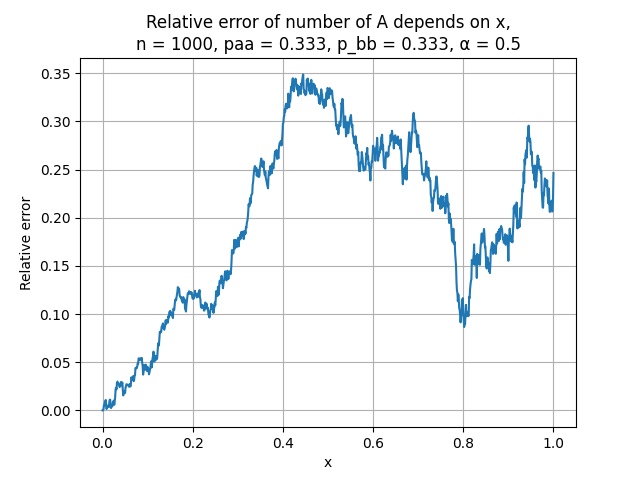 Relative error of number of A depends on x,
n = 1000, paa = 0.333, p_bb = 0.333, α = 0.5
0.35
0.30
0.25
0.20
0.15
0.10
0.05
0.00
Relative error
0.0 0.2 0.4 0.6 0.8 1.0
x